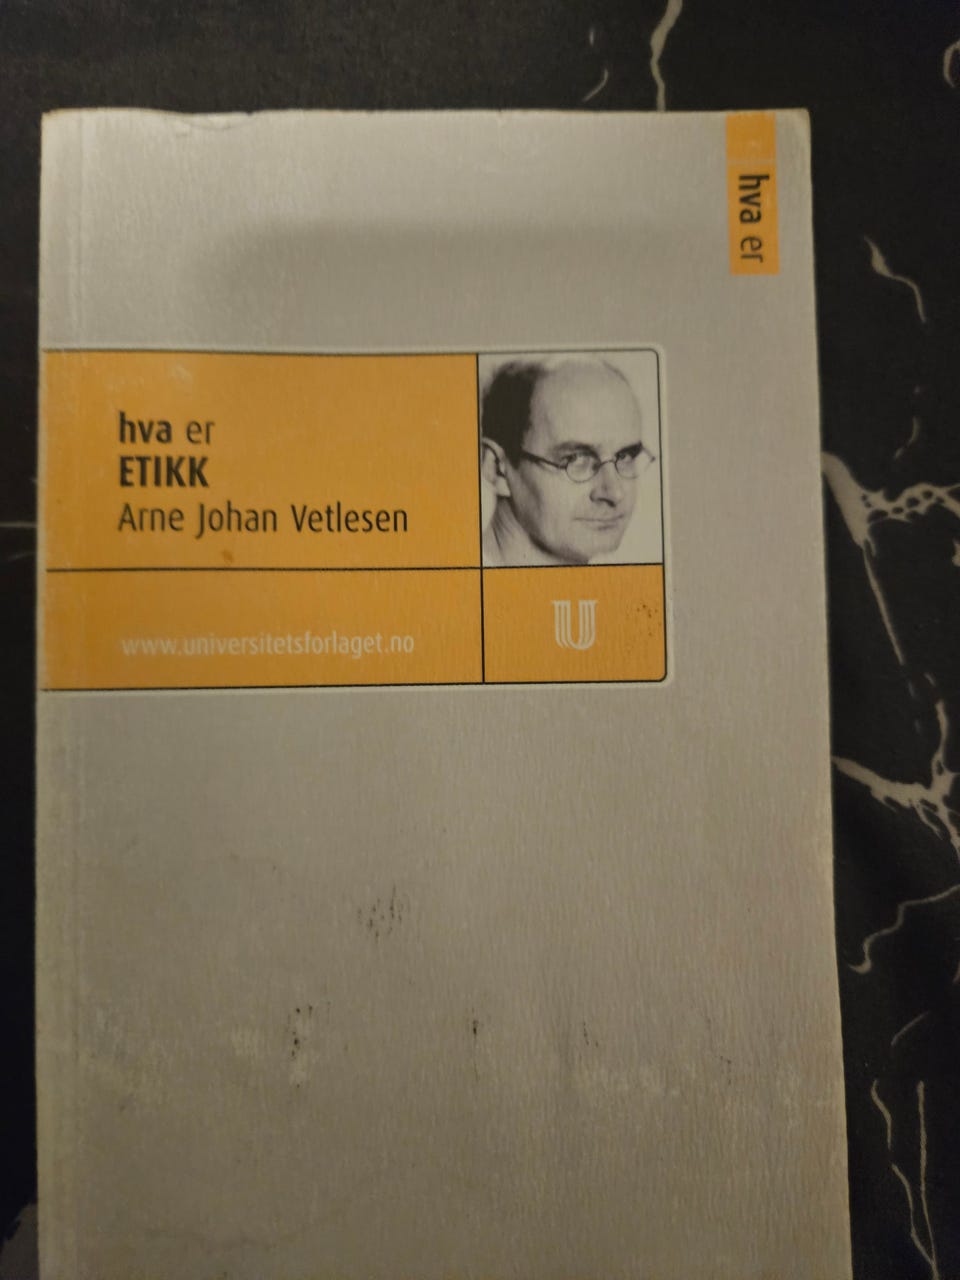 hva er
hva er
ETIKK
Arne Johan Vetlesen
www.universitetsforlaget.no
U